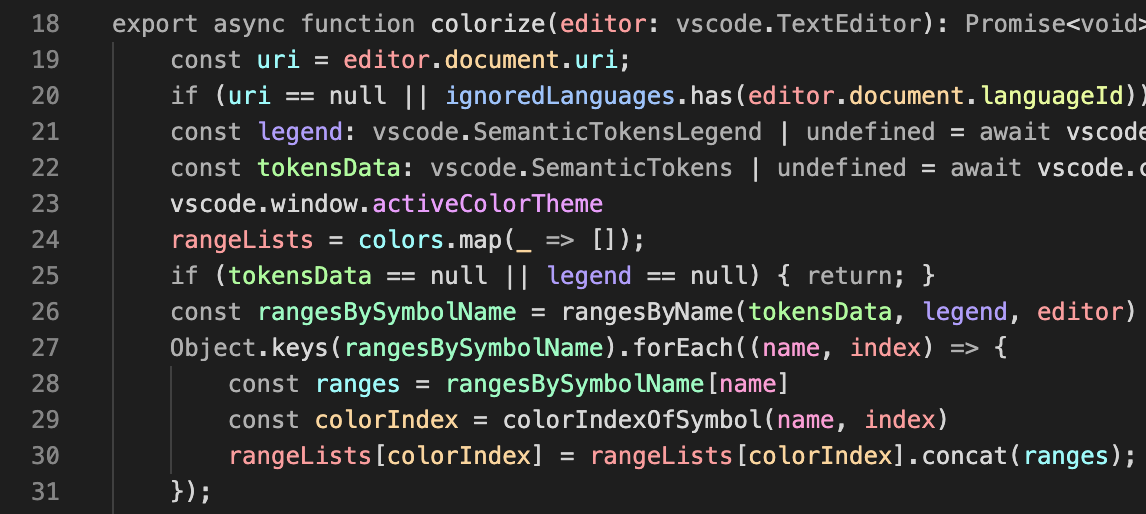 18 export async function colorize(editor: vscode.TextEditor): Promise<void>
19 const uri = editor.document.uri;
20 if (uri == null || ignoredLanguages.has(editor.document.languageId))
21 const legend: vscode.SemanticTokensLegend | undefined = await vscode
22 const tokensData: vscode.SemanticTokens | undefined = await vscode.c
23 vscode.window.activeColorTheme
24 rangeLists = colors.map(_ => []);
25 if (tokensData == null || legend == null) { return; }
26 const rangesBySymbolName = rangesByName(tokensData, legend, editor)
27 Object.keys(rangesBySymbolName).forEach((name, index) => {
28 const ranges = rangesBySymbolName[name]
29 const colorIndex = colorIndexOfSymbol(name, index)
30 rangeLists[colorIndex] = rangeLists[colorIndex].concat(ranges);
31 });